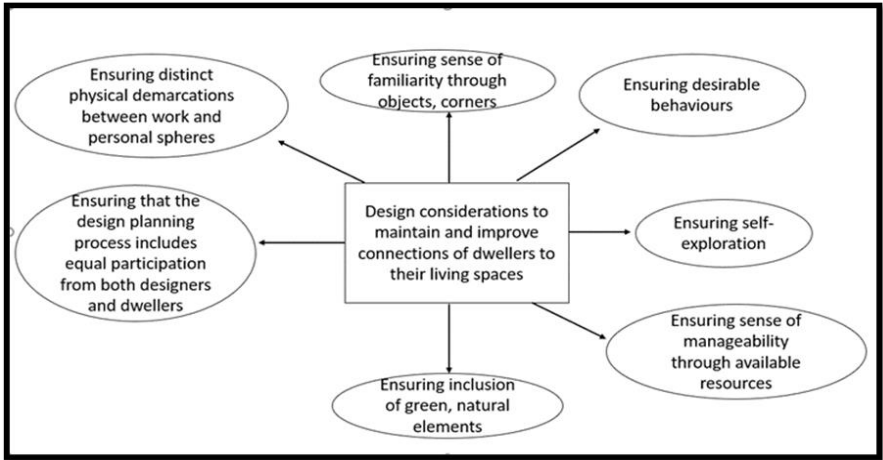 Ensuring distinct
physical demarcations
between work and
personal spheres
Ensuring sense of
familiarity through
objects, corners
Ensuring desirable
behaviours
Ensuring that the
design planning
process includes
equal participation
from both designers
and dwellers
Design considerations to
maintain and improve
connections of dwellers to
their living spaces
Ensuring self-
exploration
Ensuring sense of
manageability
through available
resources
Ensuring inclusion
of green, natural
elements